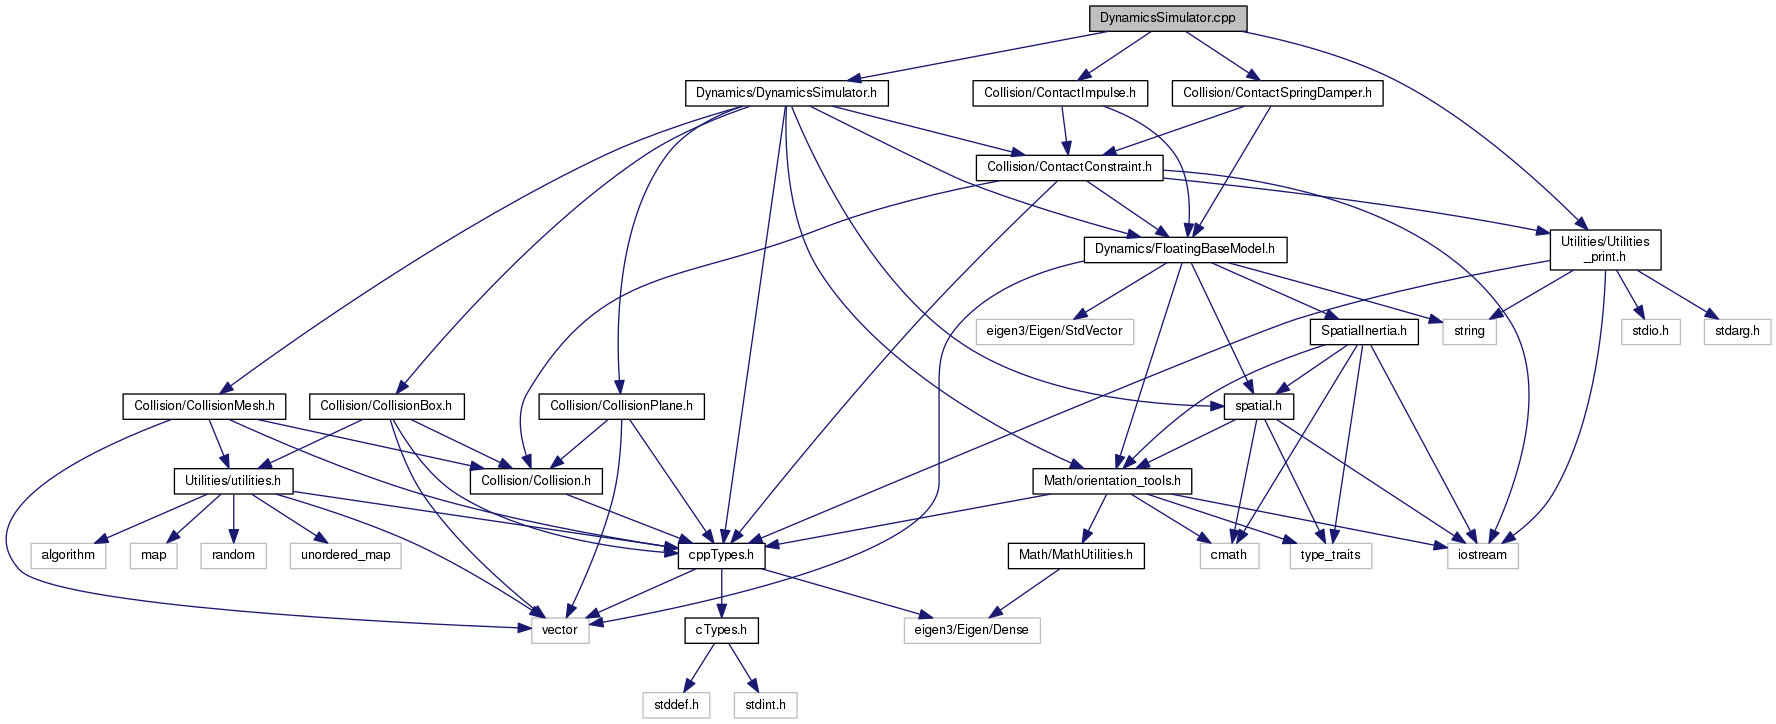 DynamicsSimulator.cpp
Dynamics/DynamicsSimulator.h
Collision/ContactImpulse.h
Collision/ContactSpringDamper.h
Collision/ContactConstraint.h
Dynamics/FloatingBaseModel.h
Utilities/Utilities
_print.h
eigen3/Eigen/StdVector
SpatialInertia.h
string
stdio.h
stdarg.h
Collision/CollisionMesh.h
Collision/CollisionBox.h
Collision/CollisionPlane.h
spatial.h
Utilities/utilities.h
Collision/Collision.h
Math/orientation_tools.h
algorithm
map
random
unordered_map
cppTypes.h
Math/MathUtilities.h
cmath
type_traits
iostream
vector
cTypes.h
eigen3/Eigen/Dense
stddef.h
stdint.h